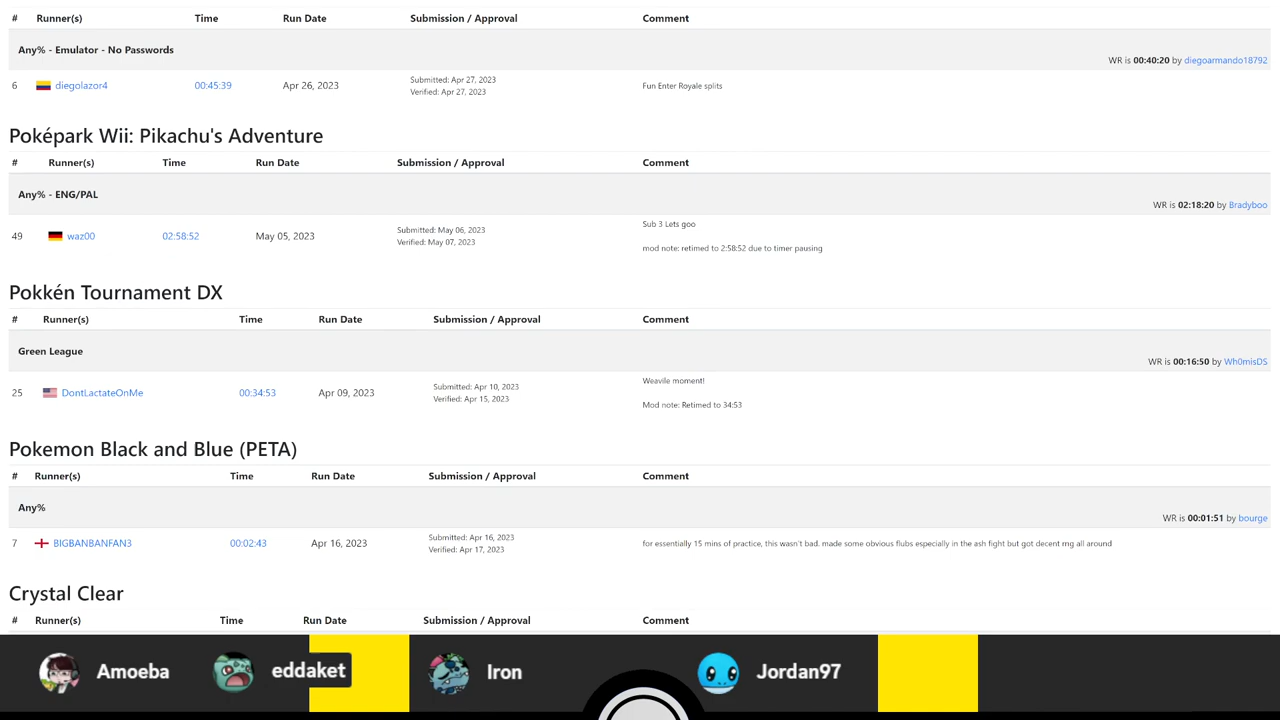 # Runner(s) Time Run Date Submission / Approval Comment
Any% - Emulator - No Passwords
WR is 00:40:20 by diegoarmando18792
6 diegolazor4 00:45:39 Apr 26, 2023 Submitted: Apr 27, 2023 Fun Enter Royale splits
Verified: Apr 27, 2023
Poképark Wii: Pikachu's Adventure
# Runner(s) Time Run Date Submission / Approval Comment
Any% - ENG/PAL
WR is 02:18:20 by Bradyboo
Sub 3 Lets goo
49 waz00 02:58:52 May 05, 2023 Submitted: May 06, 2023
Verified: May 07, 2023
mod note: retimed to 2:58:52 due to timer pausing
Pokkén Tournament DX
# Runner(s) Time Run Date Submission / Approval Comment
Green League
WR is 00:16:50 by Wh0misDS
Weavile moment!
25 DontLactateOnMe 00:34:53 Apr 09, 2023 Submitted: Apr 10, 2023
Verified: Apr 15, 2023
Mod note: Retimed to 34:53
Pokemon Black and Blue (PETA)
# Runner(s) Time Run Date Submission / Approval Comment
Any%
WR is 00:01:51 by bourge
7 BIGBANBANFAN3 00:02:43 Apr 16, 2023 Submitted: Apr 16, 2023 for essentially 15 mins of practice, this wasn't bad. made some obvious flubs especially in the ash fight but got decent rng all around
Verified: Apr 17, 2023
Crystal Clear
# Runner(s) Time Run Date Submission / Approval Comment
Amoeba eddaket Iron Jordan97